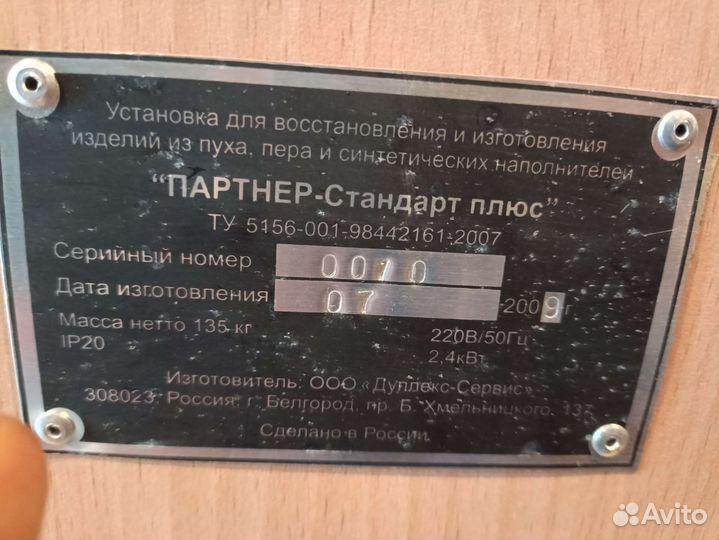 Установка для восстановления и изготовления
изделий из пуха, пера и синтетических наполнителей
"ПАРТНЕР-Стандарт плюс"
ТУ 5156-001-98442161-2007
Серийный номер 0010
Дата изготовления 07 2009г
Масса нетто 135 кг 220В/50Гц
IP20 2,4кВт
Изготовитель: ООО «Дуплекс-Сервис»
308023, Россия, г. Белгород, пр. Б. Хмельницкого, 137
Сделано в России
Avito